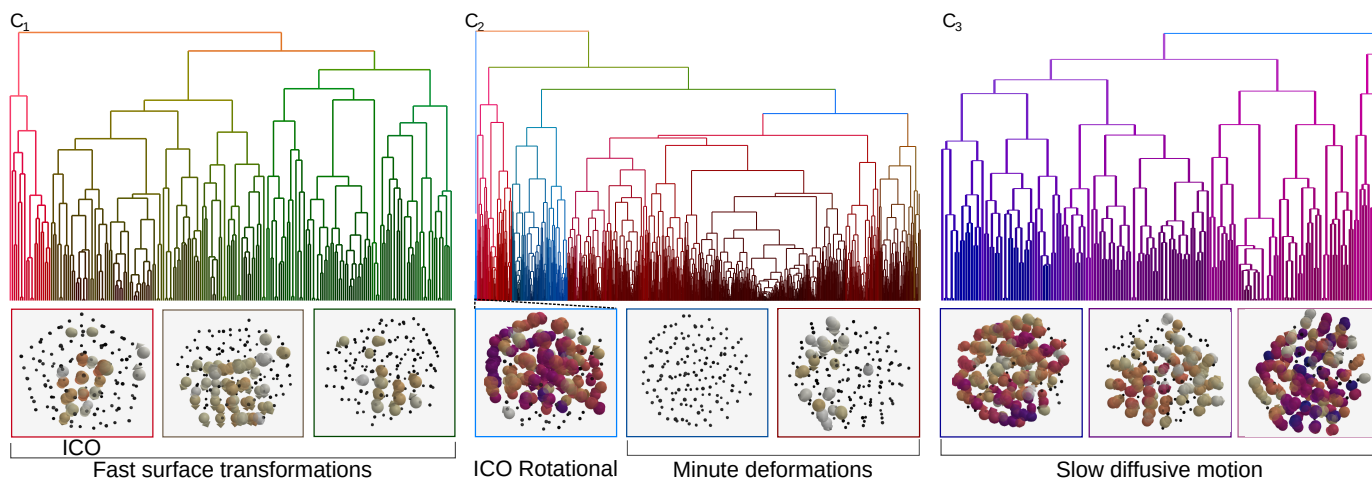 C1
C2
C3
ICO
Fast surface transformations
ICO Rotational
Minute deformations
Slow diffusive motion